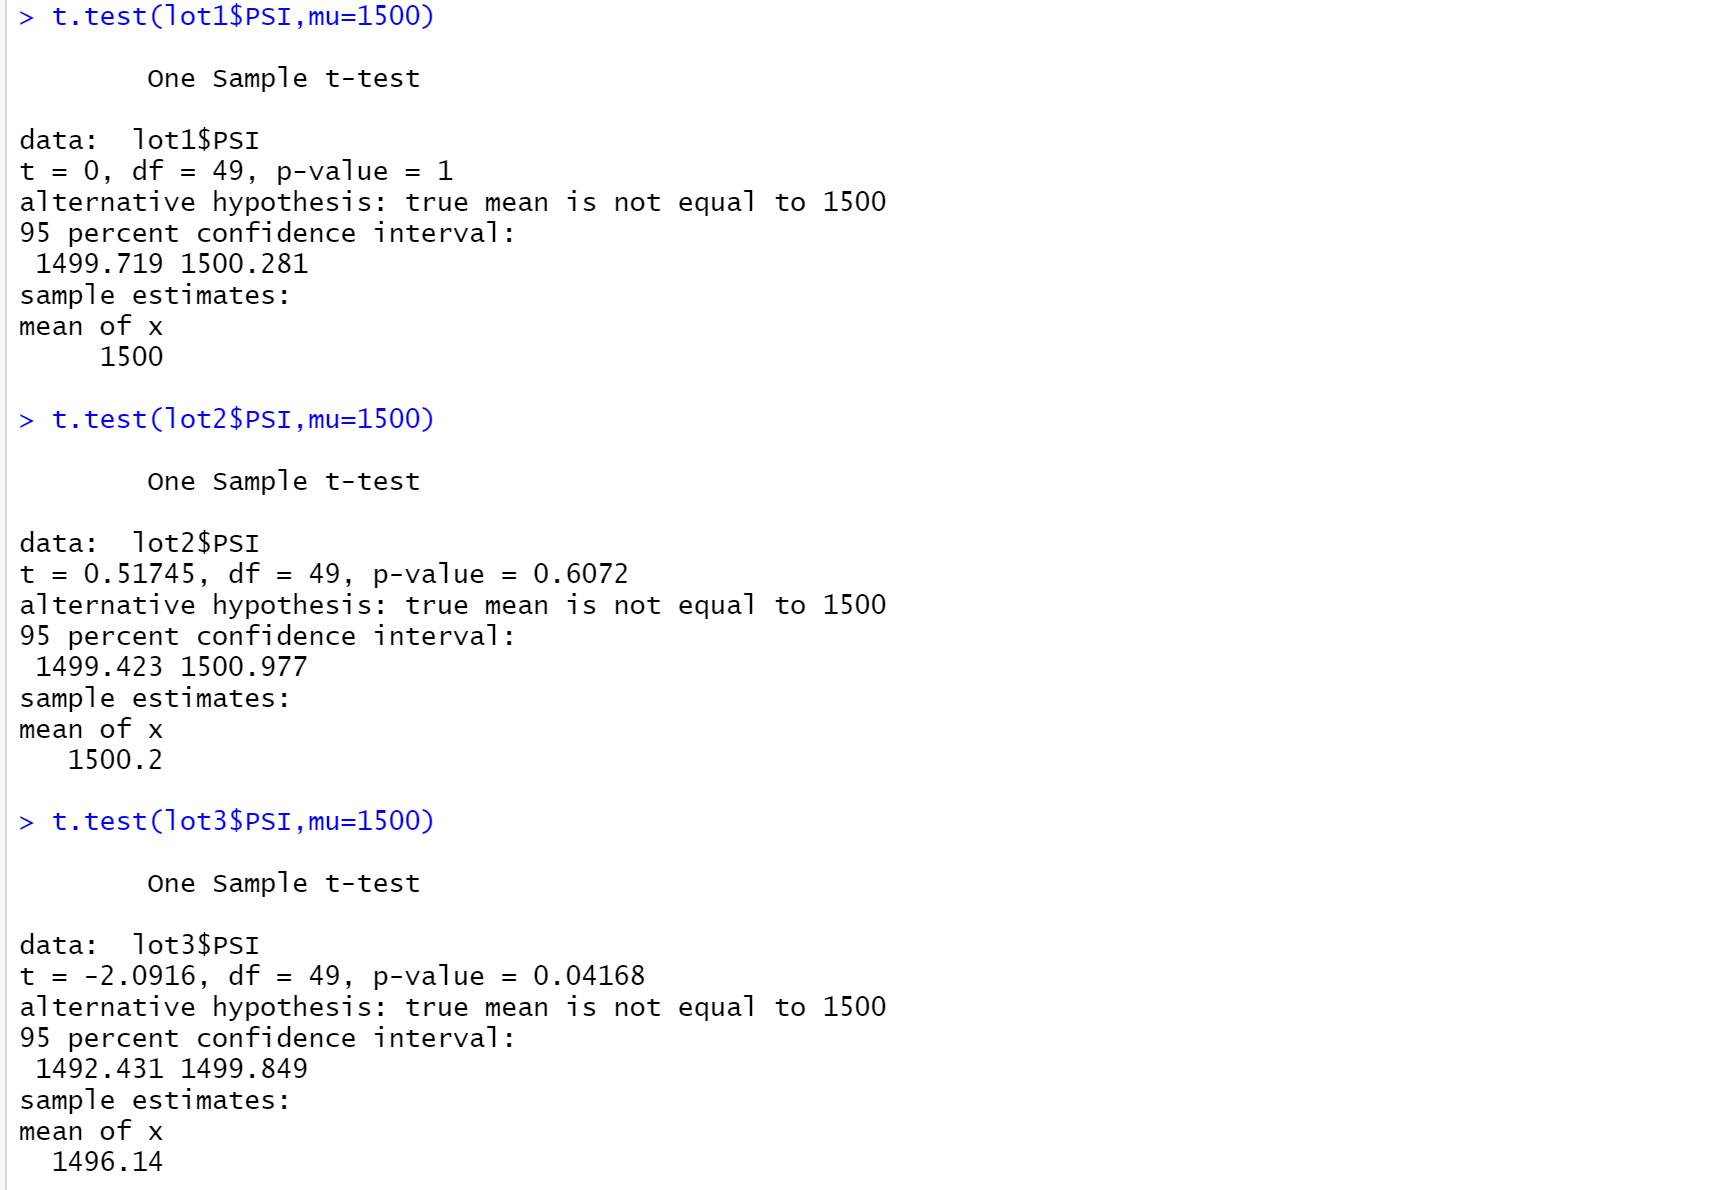 > t.test(lot1$PSI,mu=1500)
One Sample t-test
data:  lot1$PSI
t = 0, df = 49, p-value = 1
alternative hypothesis: true mean is not equal to 1500
95 percent confidence interval:
1499.719 1500.281
sample estimates:
mean of x
1500
> t.test(lot2$PSI,mu=1500)
One Sample t-test
data:  lot2$PSI
t = 0.51745, df = 49, p-value = 0.6072
alternative hypothesis: true mean is not equal to 1500
95 percent confidence interval:
1499.423 1500.977
sample estimates:
mean of x
1500.2
> t.test(lot3$PSI,mu=1500)
One Sample t-test
data:  lot3$PSI
t = -2.0916, df = 49, p-value = 0.04168
alternative hypothesis: true mean is not equal to 1500
95 percent confidence interval:
1492.431 1499.849
sample estimates:
mean of x
1496.14